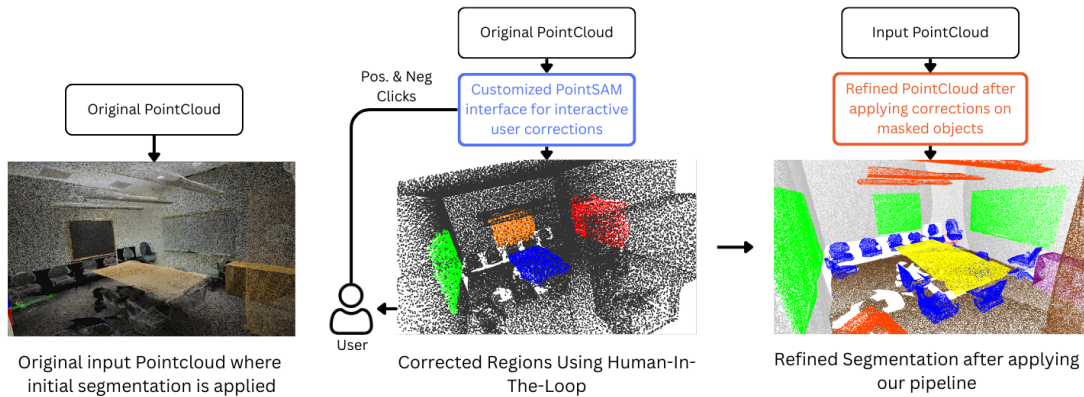 Original PointCloud
Original input Pointcloud where
initial segmentation is applied
Original PointCloud
Pos. & Neg
Clicks
Customized PointSAM
interface for interactive
user corrections
User
Corrected Regions Using Human-In-
The-Loop
Input PointCloud
Refined PointCloud after
applying corrections on
masked objects
Refined Segmentation after applying
our pipeline